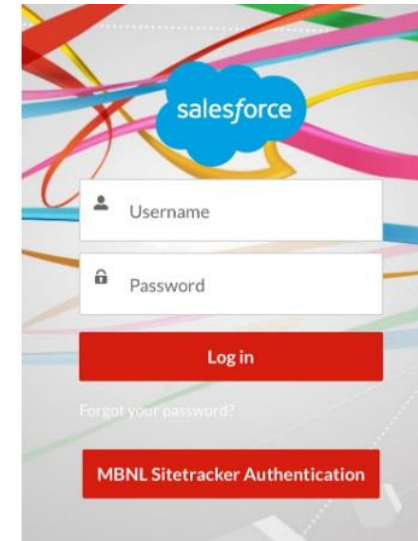 salesforce
Username
Password
Log in
Forgot your password?
MBNL Sitetracker Authentication